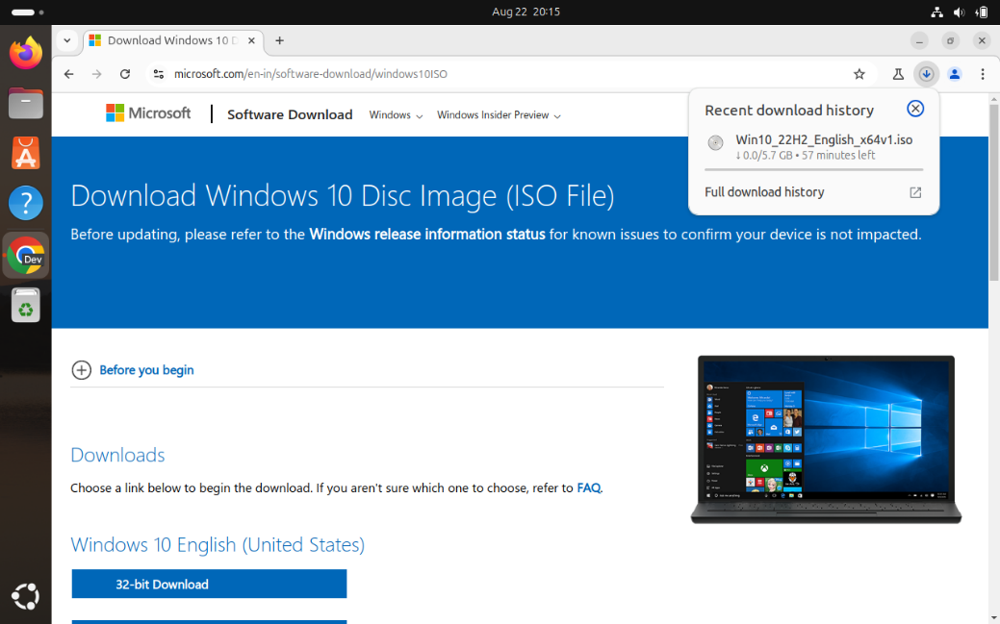 Aug 22 20:15
Download Windows 10 D
microsoft.com/en-in/software-download/windows10ISO
Microsoft
Software Download
Windows
Windows Insider Preview
Recent download history
Win10_22H2_English_x64v1.iso
↓ 0.0/5.7 GB • 57 minutes left
Full download history
Download Windows 10 Disc Image (ISO File)
Before updating, please refer to the Windows release information status for known issues to confirm your device is not impacted.
Dev
Before you begin
Downloads
Choose a link below to begin the download. If you aren't sure which one to choose, refer to FAQ.
Windows 10 English (United States)
32-bit Download